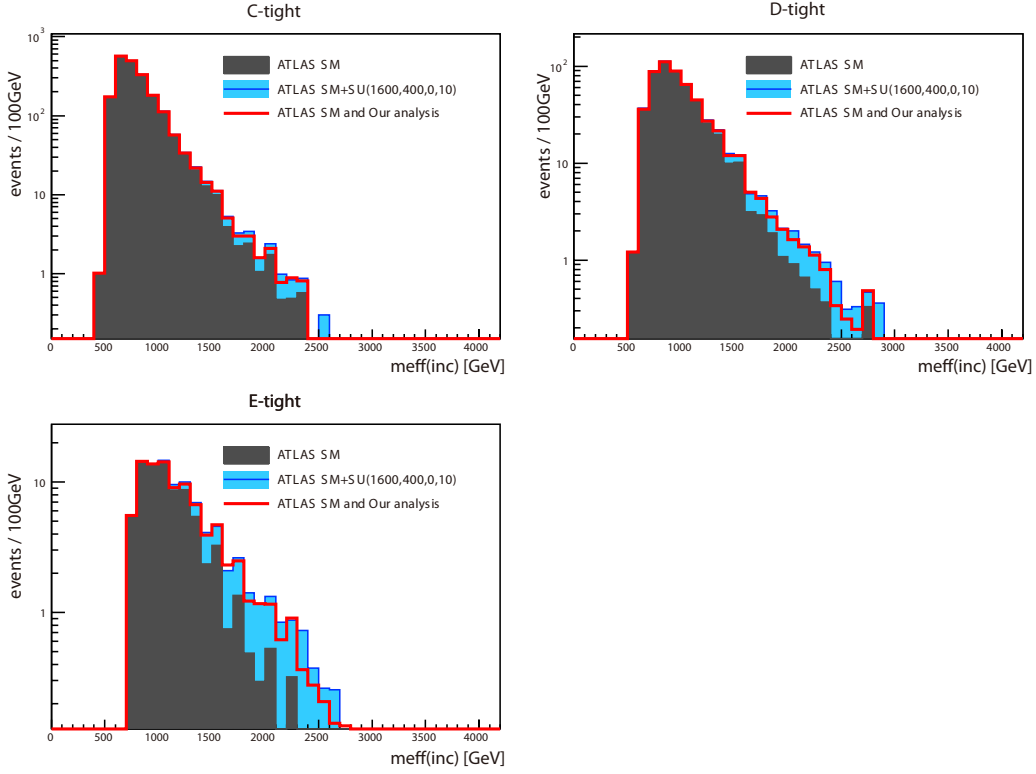 C-tight
10³
10²
10
1
events / 100GeV
ATLAS SM
ATLAS SM+SU(1600,400,0,10)
ATLAS SM and Our analysis
0 500 1000 1500 2000 2500 3000 3500 4000
meff(inc) [GeV]
D-tight
10²
10
1
events / 100GeV
ATLAS SM
ATLAS SM+SU(1600,400,0,10)
ATLAS SM and Our analysis
0 500 1000 1500 2000 2500 3000 3500 4000
meff(inc) [GeV]
E-tight
10
1
events / 100GeV
ATLAS SM
ATLAS SM+SU(1600,400,0,10)
ATLAS SM and Our analysis
0 500 1000 1500 2000 2500 3000 3500 4000
meff(inc) [GeV]